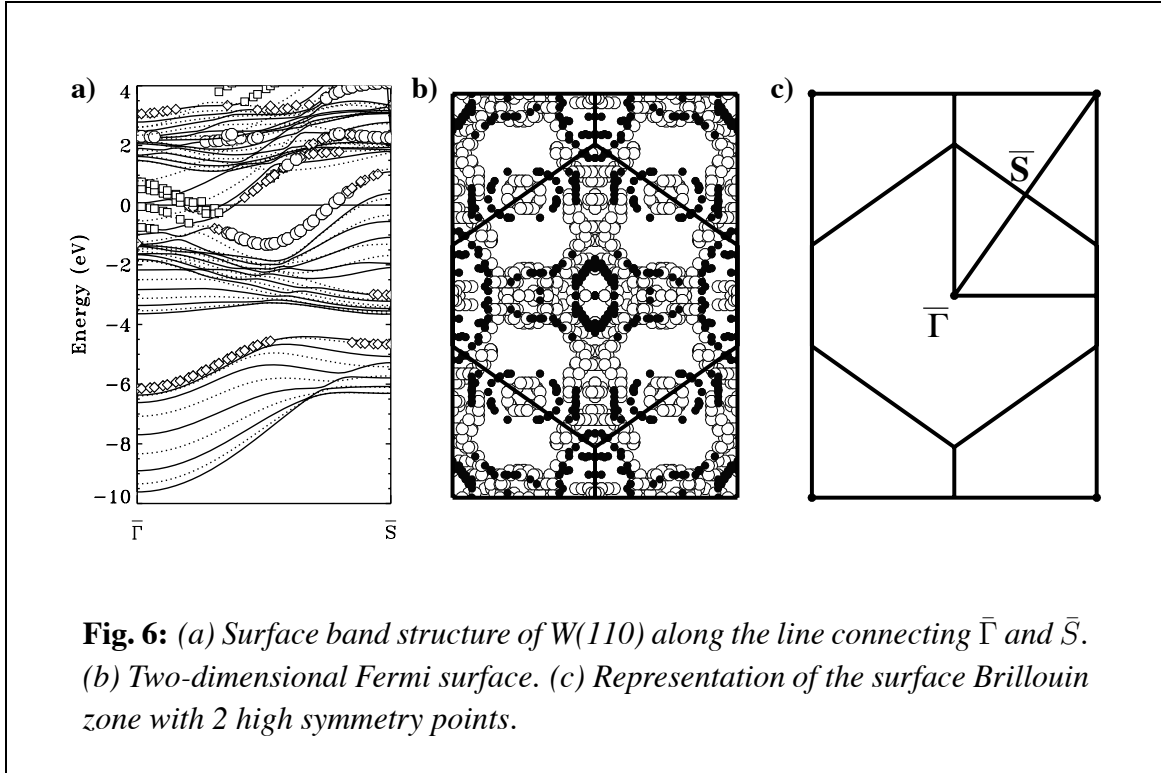 a)
4
2
0
−2
−4
−6
−8
−10
Energy (eV)
Γ̄
S̄
b)
c)
S̄
Γ̄
Fig. 6: (a) Surface band structure of W(110) along the line connecting Γ̄ and S̄.
(b) Two-dimensional Fermi surface. (c) Representation of the surface Brillouin
zone with 2 high symmetry points.